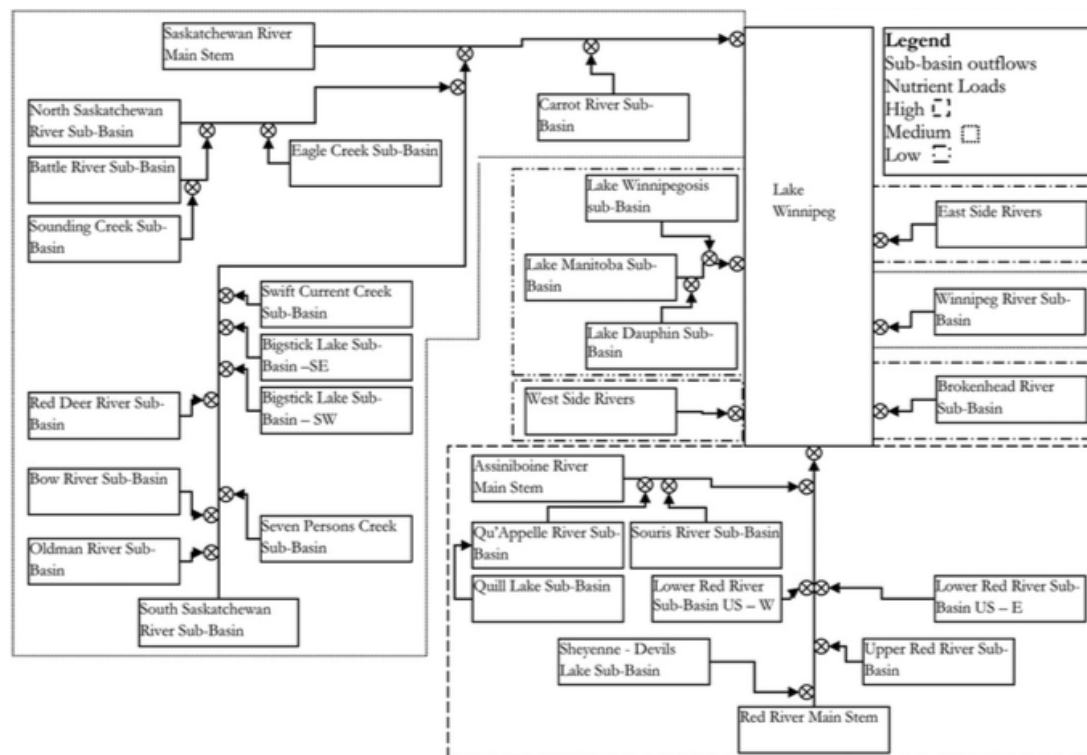 Saskatchewan River
Main Stem
North Saskatchewan
River Sub-Basin
Battle River Sub-Basin
Sounding Creek Sub-
Basin
Eagle Creek Sub-Basin
Carrot River Sub-
Basin
Swift Current Creek
Sub-Basin
Bigstick Lake Sub-
Basin –SE
Bigstick Lake Sub-
Basin – SW
Red Deer River Sub-
Basin
Bow River Sub-Basin
Oldman River Sub-
Basin
Seven Persons Creek
Sub-Basin
South Saskatchewan
River Sub-Basin
Lake Winnipegosis
sub-Basin
Lake Manitoba Sub-
Basin
Lake Dauphin Sub-
Basin
West Side Rivers
Lake
Winnipeg
Legend
Sub-basin outflows
Nutrient Loads
High
Medium
Low
East Side Rivers
Winnipeg River Sub-
Basin
Brokenhead River
Sub-Basin
Assiniboine River
Main Stem
Qu’Appelle River Sub-
Basin
Souris River Sub-Basin
Quill Lake Sub-Basin
Lower Red River
Sub-Basin US – W
Lower Red River Sub-
Basin US – E
Sheyenne - Devils
Lake Sub-Basin
Upper Red River Sub-
Basin
Red River Main Stem